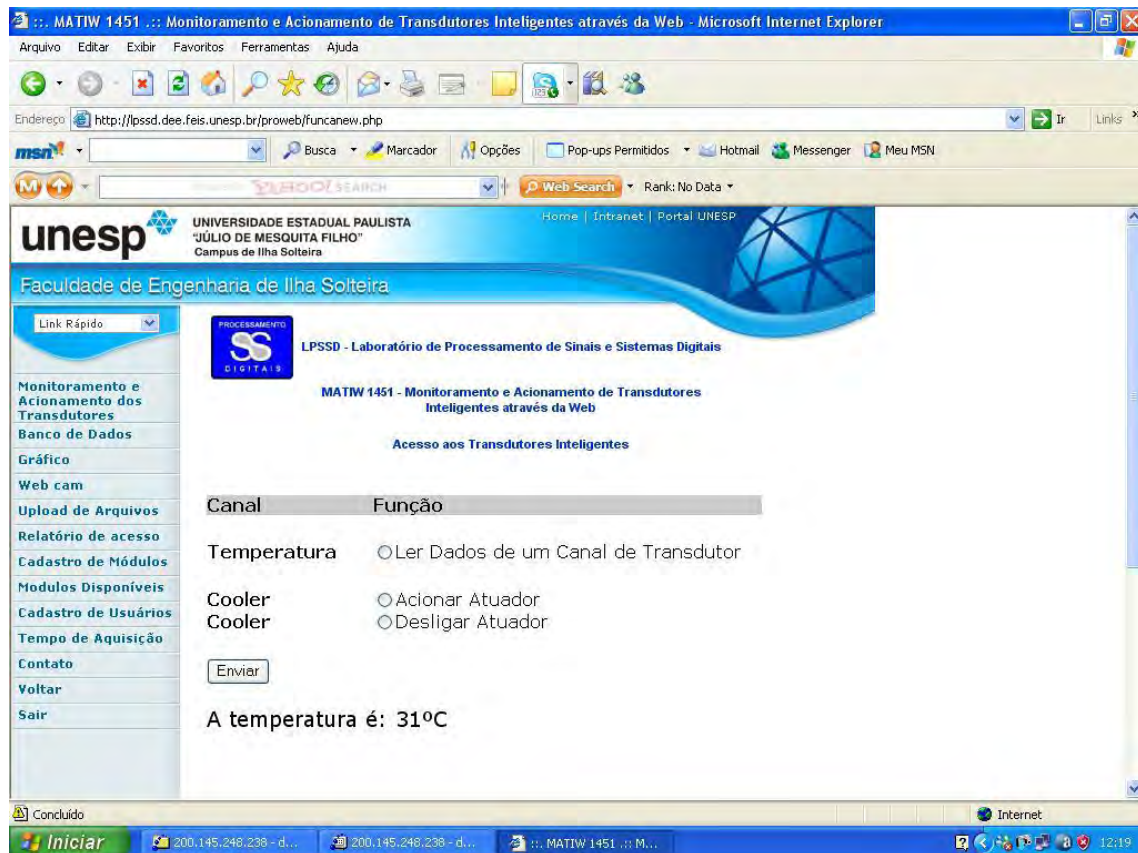 ::. MATIW 1451 .:: Monitoramento e Acionamento de Transdutores Inteligentes através da Web - Microsoft Internet Explorer
Arquivo Editar Exibir Favoritos Ferramentas Ajuda
Endereço http://lpssd.dee.feis.unesp.br/proweb/funcanew.php Ir Links »
msn Busca Marcador Opções Pop-ups Permitidos Hotmail Messenger Meu MSN
YAHOO! SEARCH Web Search Rank: No Data
Home | Intranet | Portal UNESP
unesp
UNIVERSIDADE ESTADUAL PAULISTA
"JÚLIO DE MESQUITA FILHO"
Campus de Ilha Solteira
Faculdade de Engenharia de Ilha Solteira
Link Rápido
Monitoramento e
Acionamento dos
Transdutores
Banco de Dados
Gráfico
Web cam
Upload de Arquivos
Relatório de acesso
Cadastro de Módulos
Modulos Disponíveis
Cadastro de Usuários
Tempo de Aquisição
Contato
Voltar
Sair
PROCESSAMENTO
SS
DIGITAIS
LPSSD - Laboratório de Processamento de Sinais e Sistemas Digitais
MATIW 1451 - Monitoramento e Acionamento de Transdutores
Inteligentes através da Web
Acesso aos Transdutores Inteligentes
Canal Função
Temperatura Ler Dados de um Canal de Transdutor
Cooler Acionar Atuador
Cooler Desligar Atuador
Enviar
A temperatura é: 31ºC
Concluído Internet
Iniciar 200.145.248.238 - d... 200.145.248.238 - d... ::. MATIW 1451 .:: M... 12:19